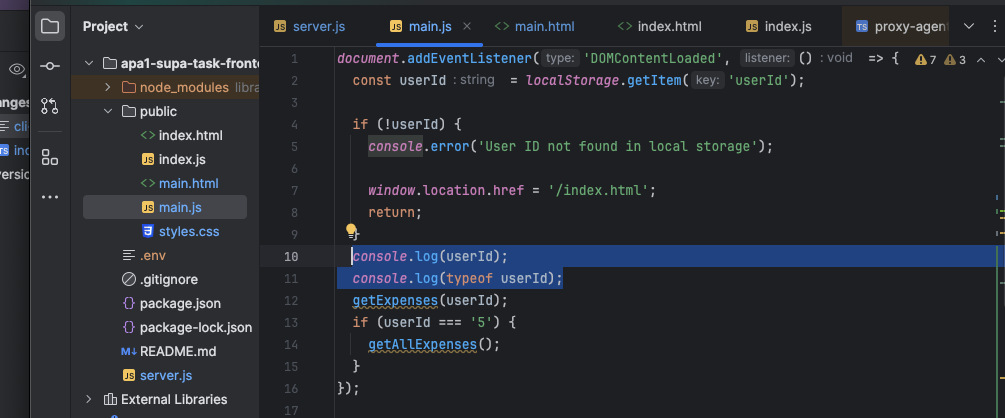 server.js
main.js
main.html
index.html
index.js
proxy-agen
Project
apa1-supa-task-fronte
node_modules libra
public
index.html
index.js
main.html
main.js
styles.css
.env
.gitignore
package.json
package-lock.json
README.md
server.js
External Libraries
anges
cli
TS in
versio
1 document.addEventListener( type: 'DOMContentLoaded', listener: () : void => {
7 3
2 const userId : string = localStorage.getItem( key: 'userId');
3
4 if (!userId) {
5 console.error('User ID not found in local storage');
6
7 window.location.href = '/index.html';
8 return;
9 }
10 console.log(userId);
11 console.log(typeof userId);
12 getExpenses(userId);
13 if (userId === '5') {
14 getAllExpenses();
15 }
16 });
17